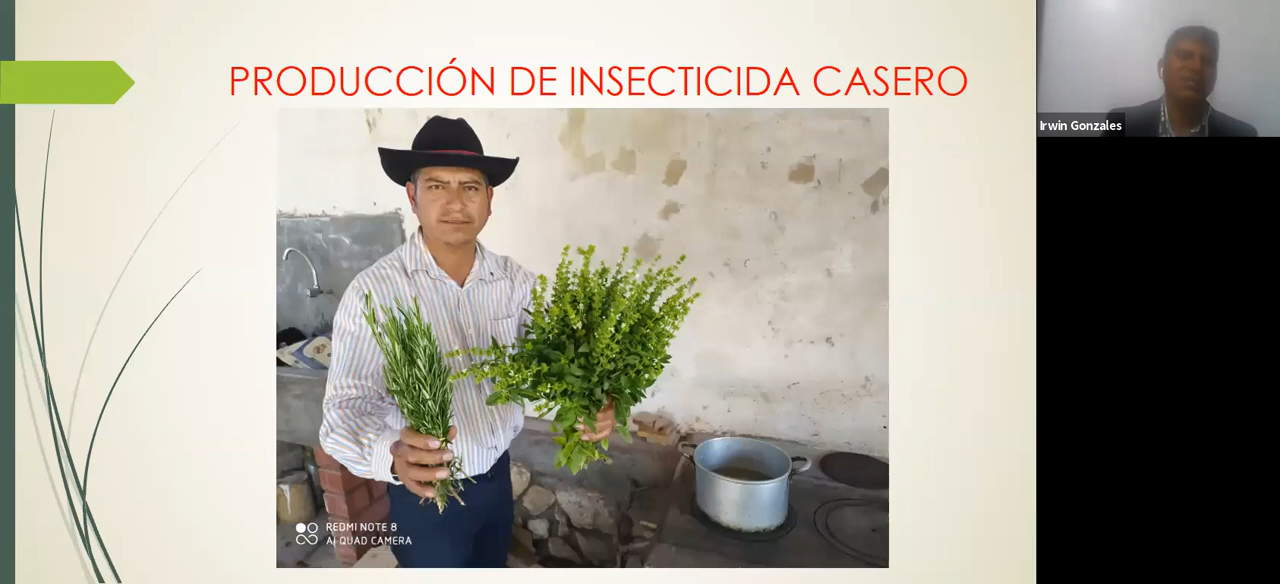 PRODUCCIÓN DE INSECTICIDA CASERO
Irwin Gonzales
REDMI NOTE 8
AI QUAD CAMERA